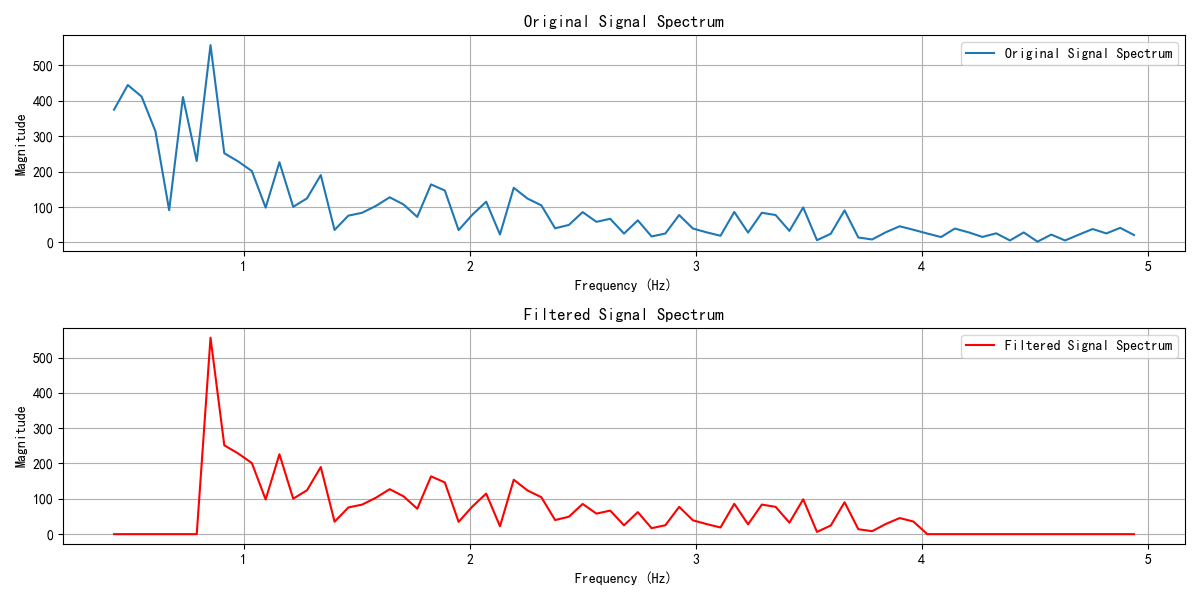 Original Signal Spectrum
Original Signal Spectrum
Magnitude
500
400
300
200
100
0
1 2 3 4 5
Frequency (Hz)
Filtered Signal Spectrum
Filtered Signal Spectrum
Magnitude
500
400
300
200
100
0
1 2 3 4 5
Frequency (Hz)